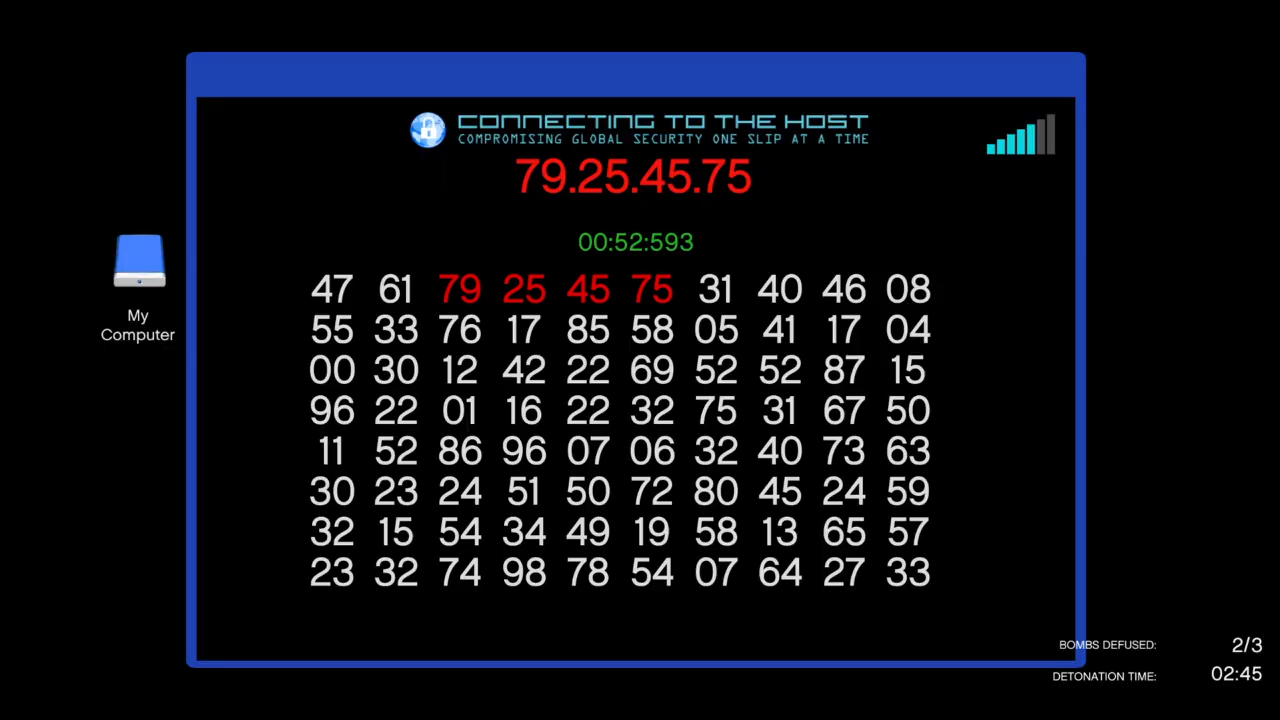 CONNECTING TO THE HOST
COMPROMISING GLOBAL SECURITY ONE SLIP AT A TIME
79.25.45.75
00:52:593
47 61 79 25 45 75 31 40 46 08
55 33 76 17 85 58 05 41 17 04
00 30 12 42 22 69 52 52 87 15
96 22 01 16 22 32 75 31 67 50
11 52 86 96 07 06 32 40 73 63
30 23 24 51 50 72 80 45 24 59
32 15 54 34 49 19 58 13 65 57
23 32 74 98 78 54 07 64 27 33
My
Computer
BOMBS DEFUSED: 2/3
DETONATION TIME: 02:45